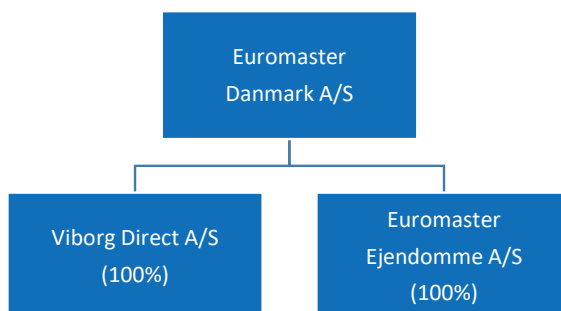 Euromaster
Danmark A/S
Viborg Direct A/S
(100%)
Euromaster
Ejendomme A/S
(100%)